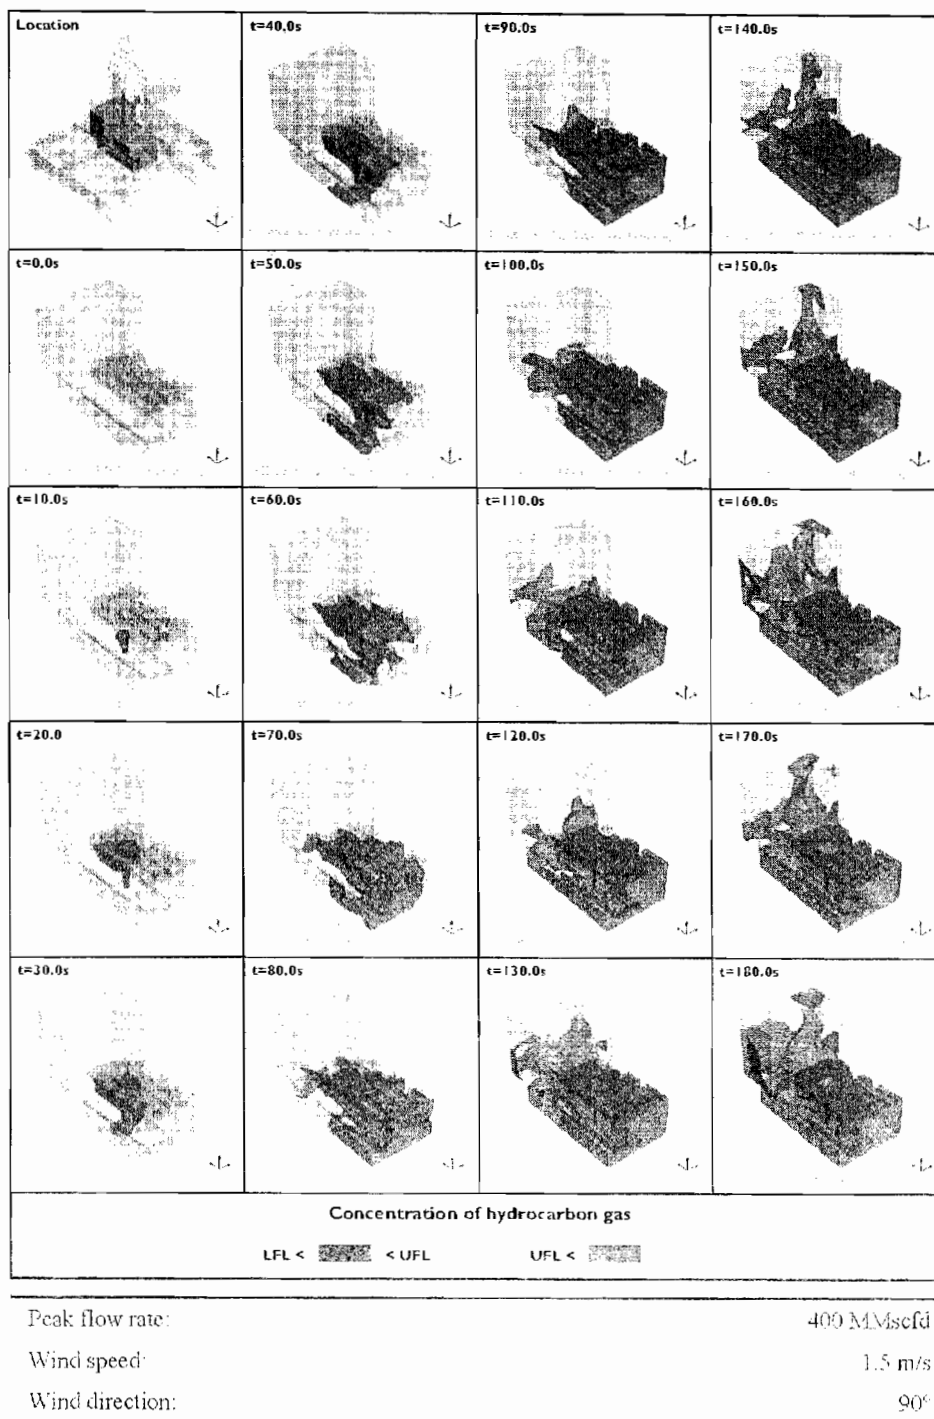 Location
t=40.0s
t=90.0s
t=140.0s
t=0.0s
t=50.0s
t=100.0s
t=150.0s
t=10.0s
t=60.0s
t=110.0s
t=160.0s
t=20.0
t=70.0s
t=120.0s
t=170.0s
t=30.0s
t=80.0s
t=130.0s
t=180.0s
Concentration of hydrocarbon gas
LFL < < UFL UFL <
Peak flow rate: 400 MMscfd
Wind speed: 1.5 m/s
Wind direction: 90°